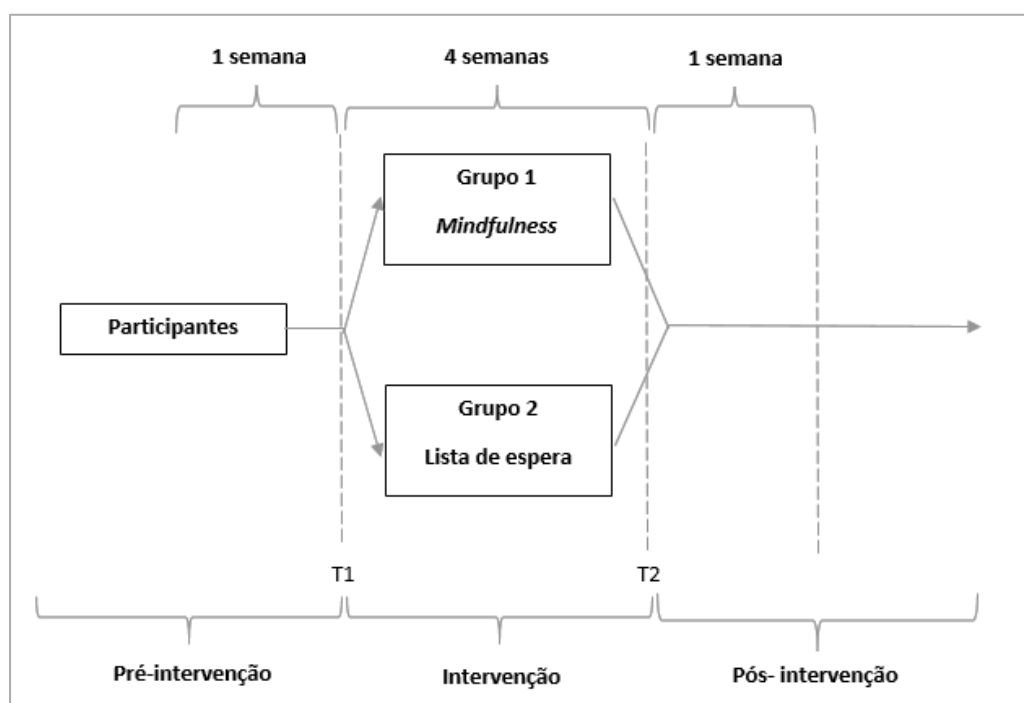 1 semana
4 semanas
1 semana
Grupo 1
Mindfulness
Participantes
Grupo 2
Lista de espera
T1
T2
Pré-intervenção
Intervenção
Pós- intervenção